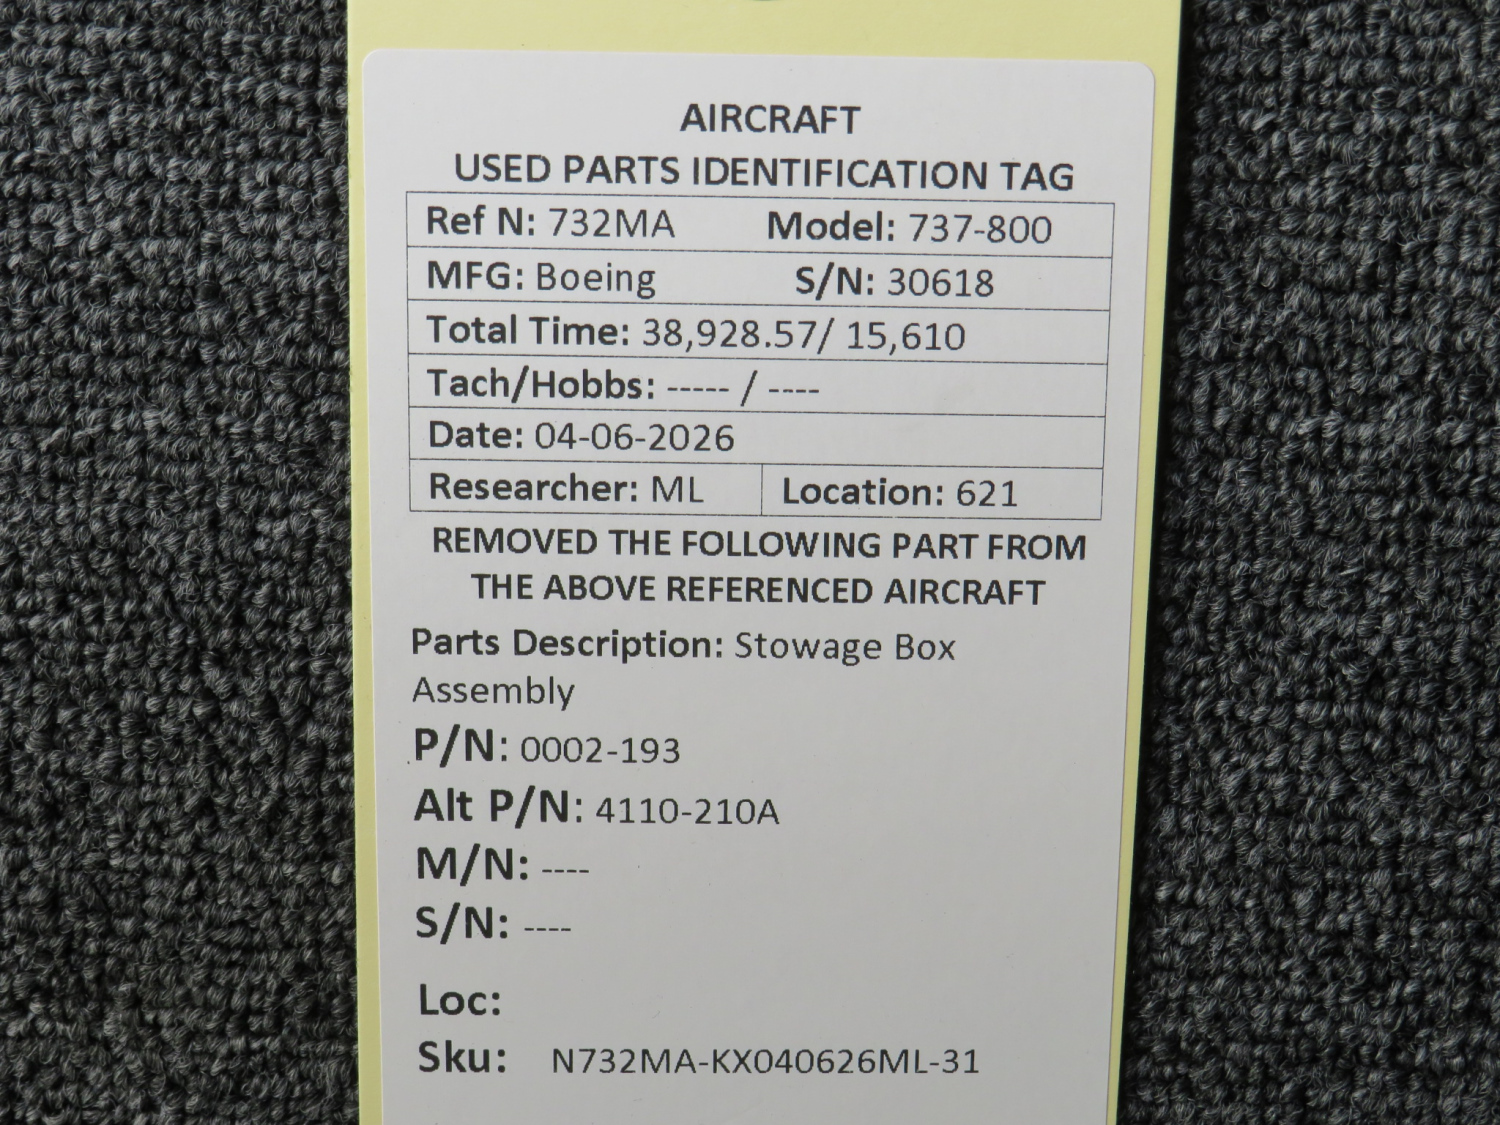 AIRCRAFT
USED PARTS IDENTIFICATION TAG
Ref N: 732MA Model: 737-800
MFG: Boeing S/N: 30618
Total Time: 38,928.57/ 15,610
Tach/Hobbs: ----- / ----
Date: 04-06-2026
Researcher: ML Location: 621
REMOVED THE FOLLOWING PART FROM
THE ABOVE REFERENCED AIRCRAFT
Parts Description: Stowage Box
Assembly
P/N: 0002-193
Alt P/N: 4110-210A
M/N: ----
S/N: ----
Loc:
Sku: N732MA-KX040626ML-31